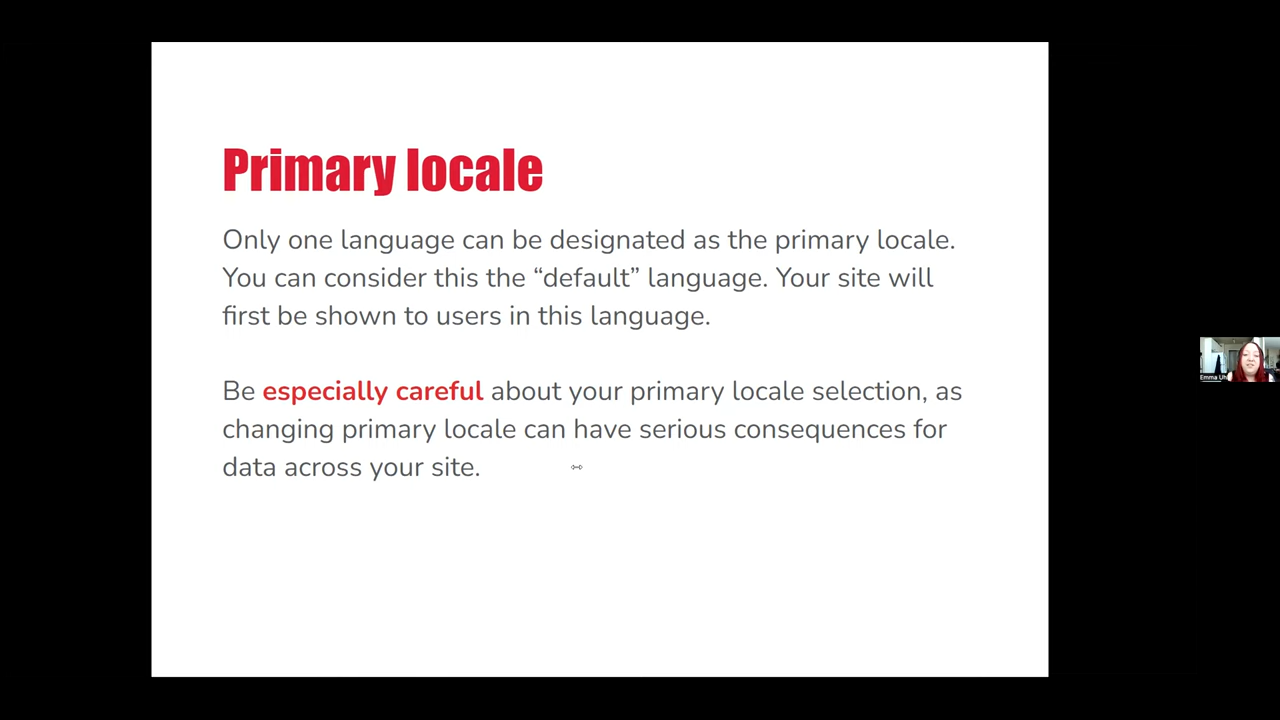 Primary locale
Only one language can be designated as the primary locale.
You can consider this the “default” language. Your site will
first be shown to users in this language.
Be especially careful about your primary locale selection, as
changing primary locale can have serious consequences for
data across your site.
Emma